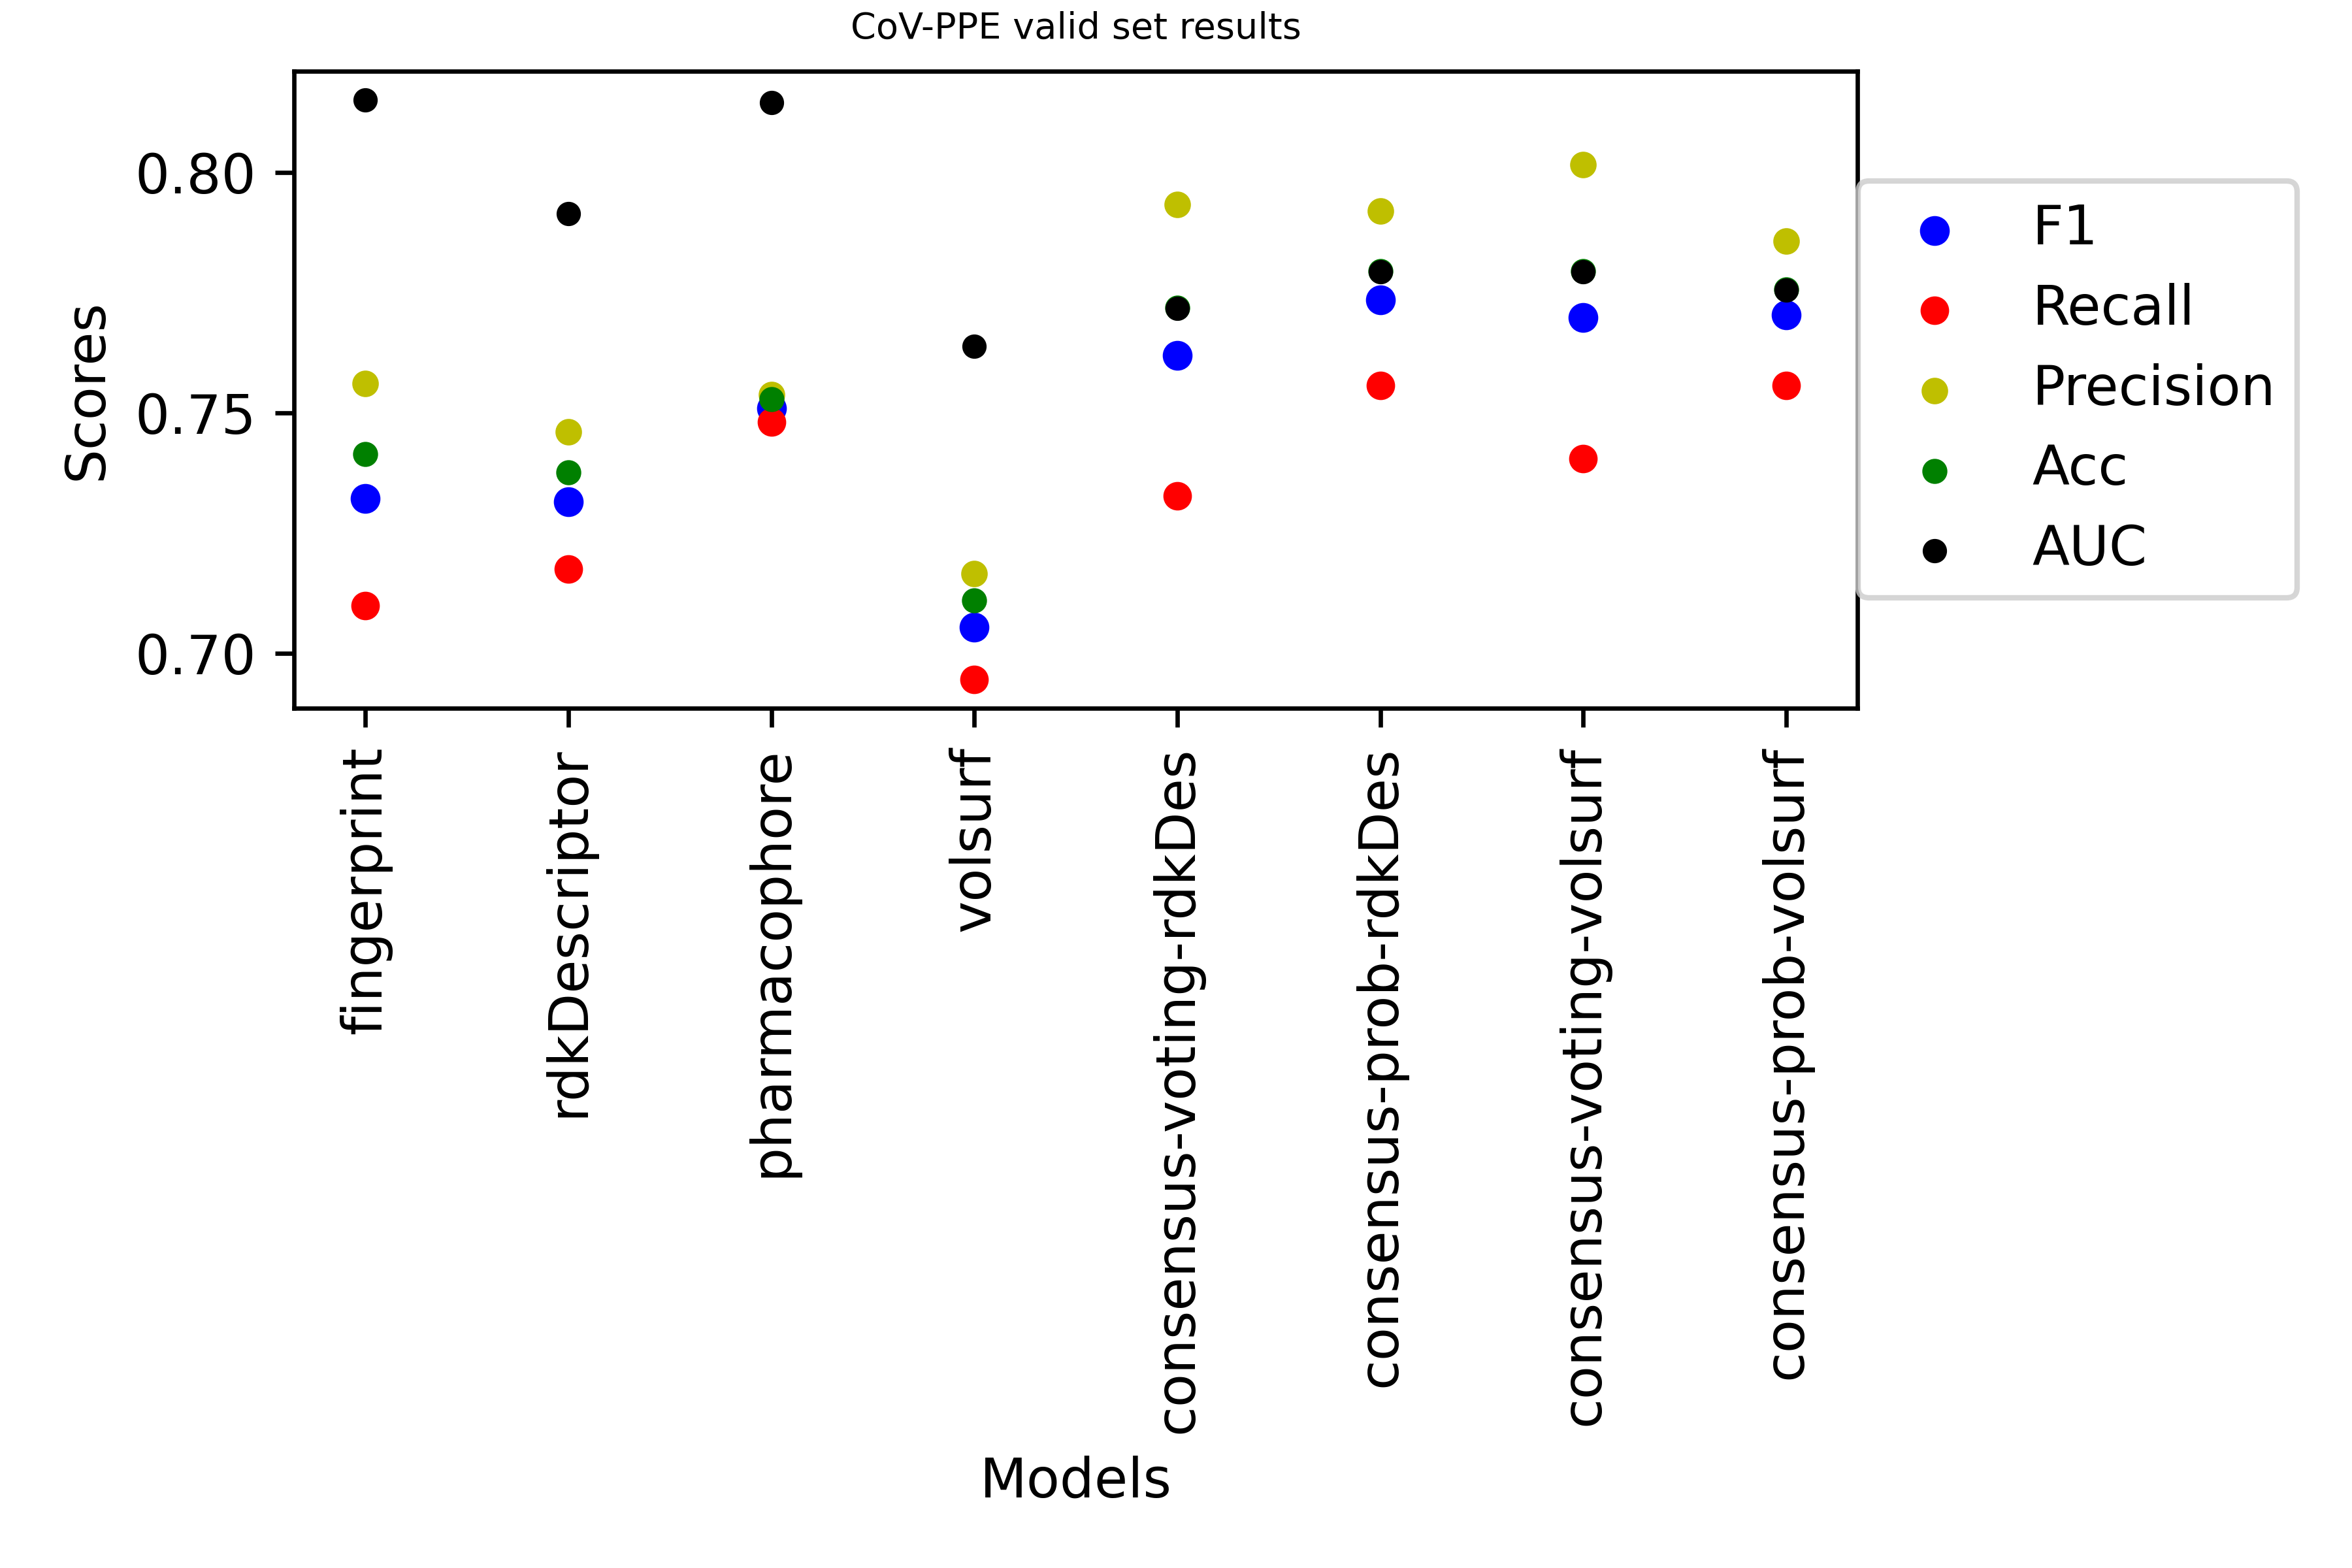 CoV-PPE valid set results
Scores
0.80
0.75
0.70
F1
Recall
Precision
Acc
AUC
fingerprint
rdkDescriptor
pharmacophore
volsurf
consensus-voting-rdkDes
consensus-prob-rdkDes
consensus-voting-volsurf
consensus-prob-volsurf
Models